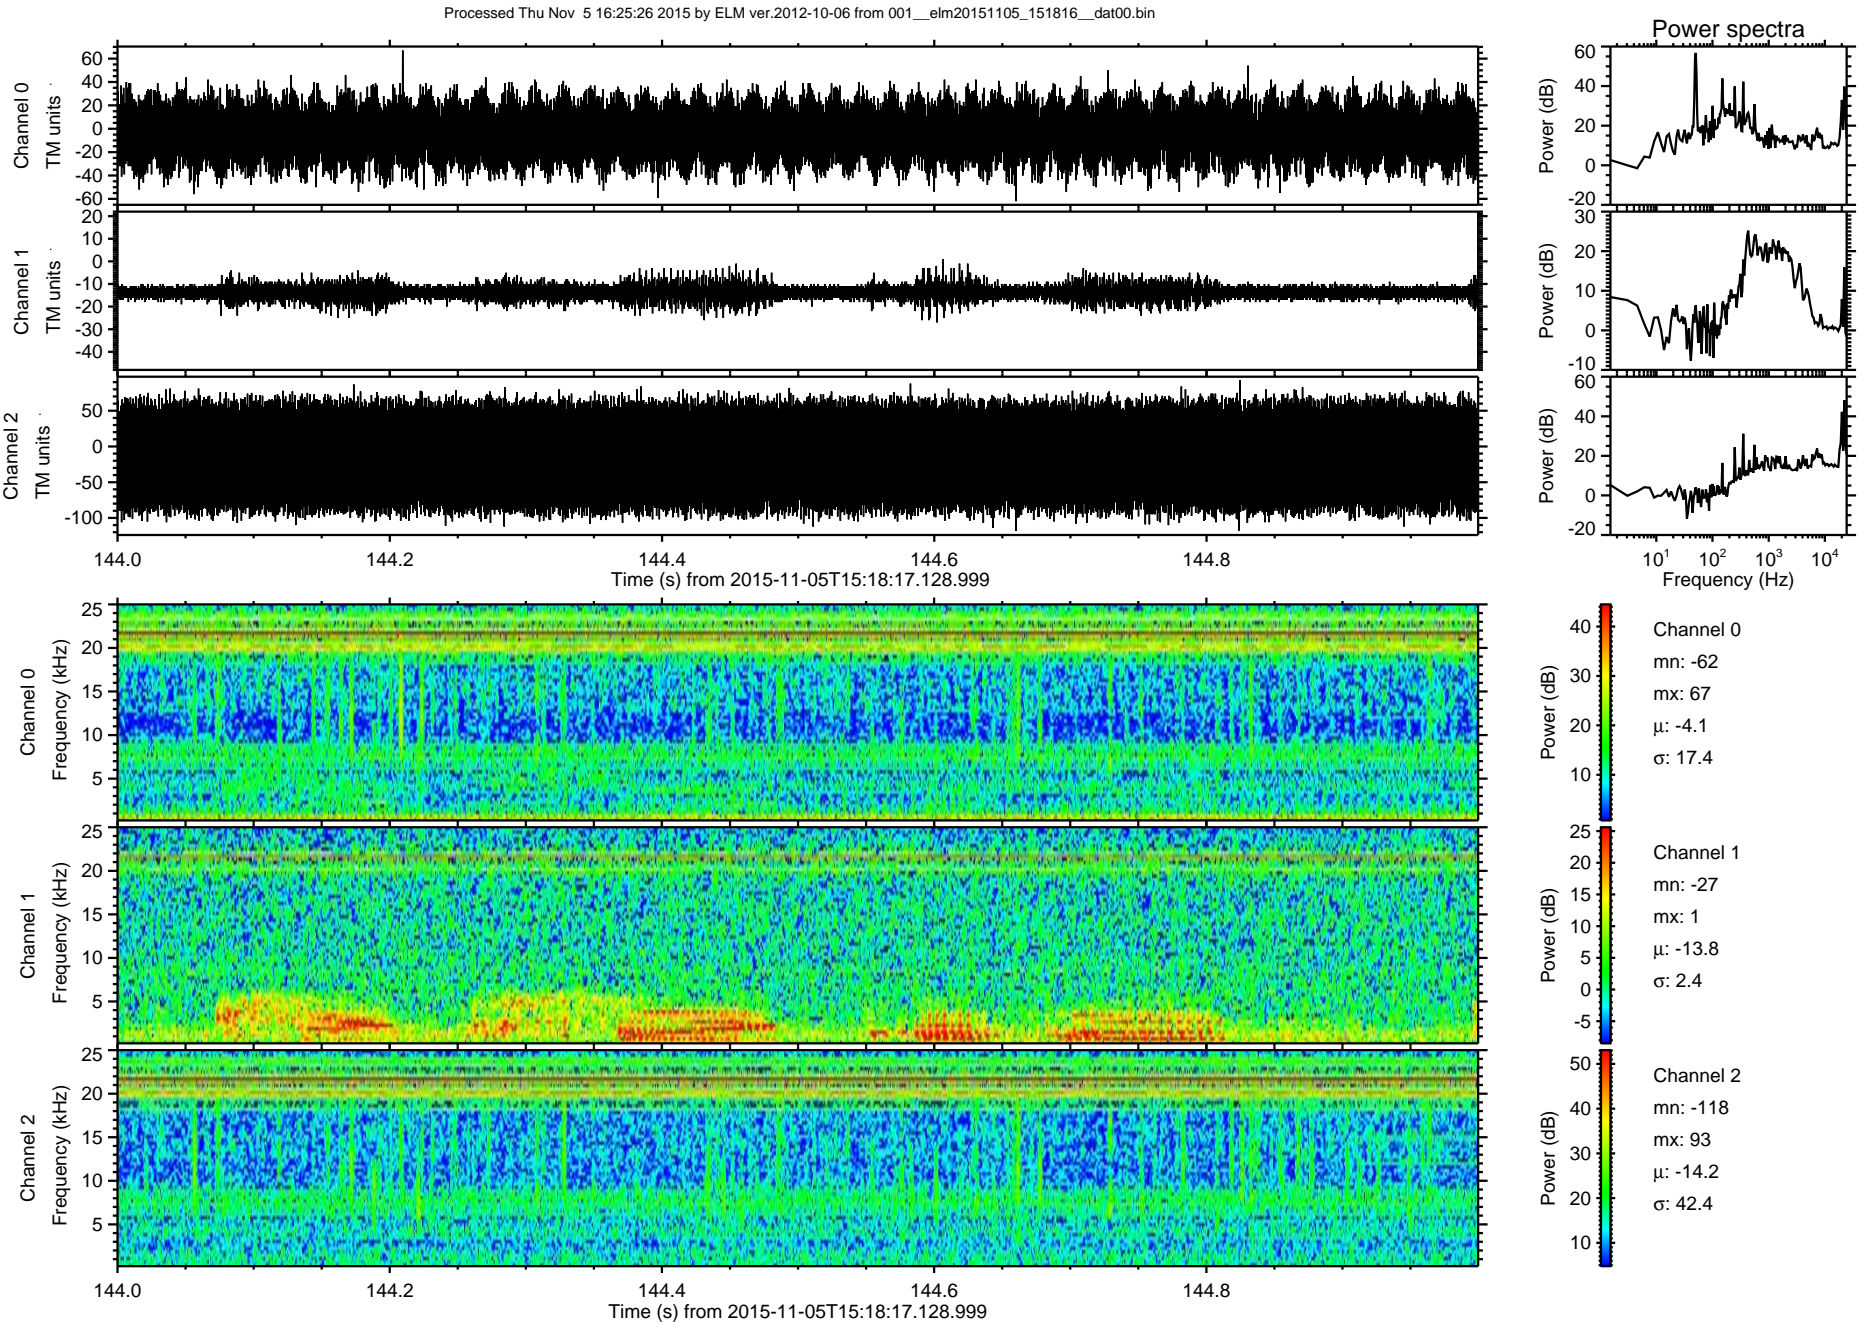 Processed Thu Nov  5 16:25:26 2015 by ELM ver.2012-10-06 from 001__elm20151105_151816__dat00.bin
Power spectra
Channel 0
TM units
60
40
20
0
-20
-40
-60
Power (dB)
60
40
20
0
-20
Channel 1
TM units
20
10
0
-10
-20
-30
-40
Power (dB)
30
20
10
0
-10
Channel 2
TM units
50
0
-50
-100
Power (dB)
60
40
20
0
-20
144.0 144.2 144.4 144.6 144.8
Time (s) from 2015-11-05T15:18:17.128.999
10¹ 10² 10³ 10⁴
Frequency (Hz)
Channel 0
Frequency (kHz)
25
20
15
10
5
Power (dB)
40
30
20
10
Channel 0
mn: -62
mx: 67
μ: -4.1
σ: 17.4
Channel 1
Frequency (kHz)
25
20
15
10
5
Power (dB)
25
20
15
10
5
0
-5
Channel 1
mn: -27
mx: 1
μ: -13.8
σ: 2.4
Channel 2
Frequency (kHz)
25
20
15
10
5
Power (dB)
50
40
30
20
10
Channel 2
mn: -118
mx: 93
μ: -14.2
σ: 42.4
144.0 144.2 144.4 144.6 144.8
Time (s) from 2015-11-05T15:18:17.128.999